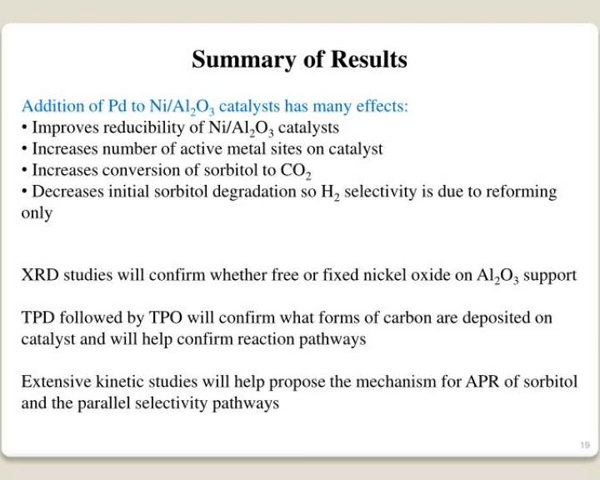 Summary of Results
Addition of Pd to Ni/Al₂O₃ catalysts has many effects:
• Improves reducibility of Ni/Al₂O₃ catalysts
• Increases number of active metal sites on catalyst
• Increases conversion of sorbitol to CO₂
• Decreases initial sorbitol degradation so H₂ selectivity is due to reforming
only
XRD studies will confirm whether free or fixed nickel oxide on Al₂O₃ support
TPD followed by TPO will confirm what forms of carbon are deposited on
catalyst and will help confirm reaction pathways
Extensive kinetic studies will help propose the mechanism for APR of sorbitol
and the parallel selectivity pathways
19